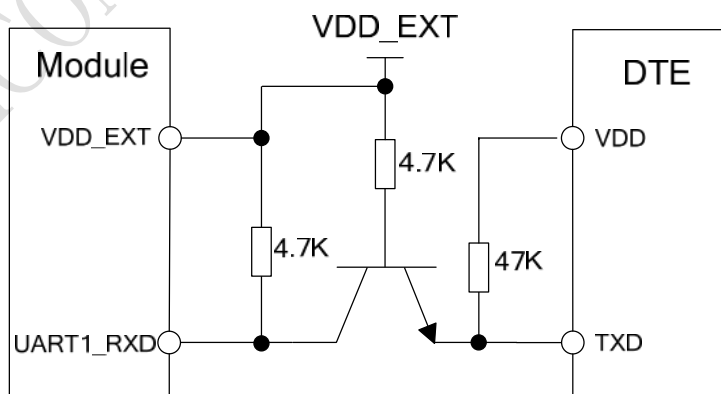 VDD_EXT
Module
DTE
VDD_EXT
VDD
4.7K
4.7K
47K
UART1_RXD
TXD